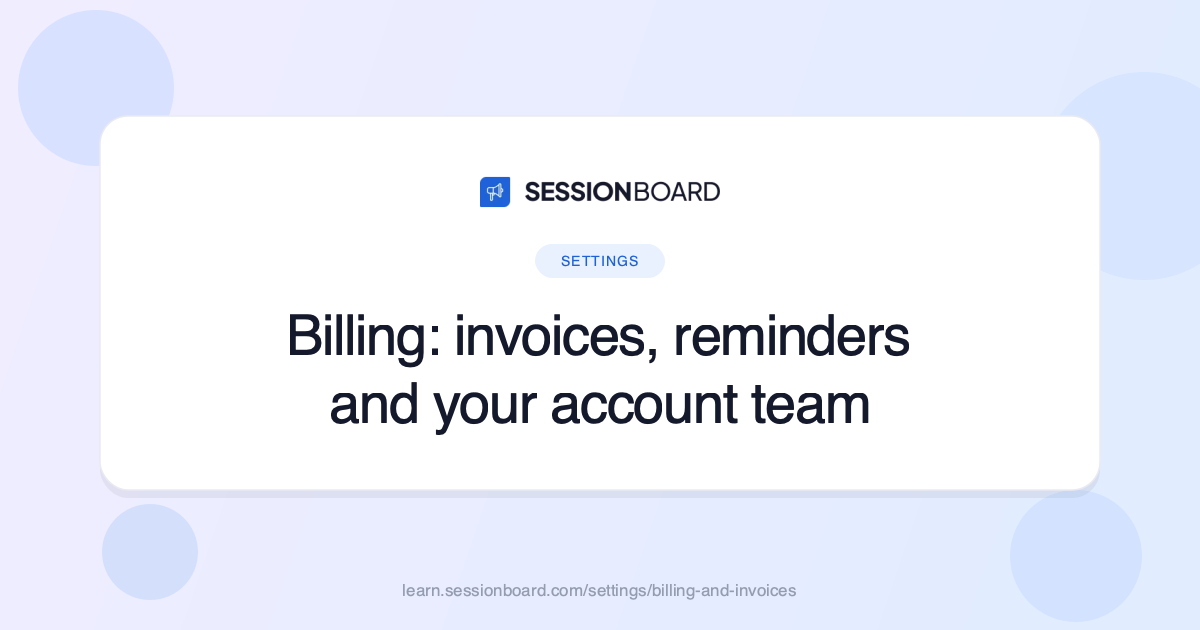 SESSIONBOARD
SETTINGS
Billing: invoices, reminders
and your account team
learn.sessionboard.com/settings/billing-and-invoices